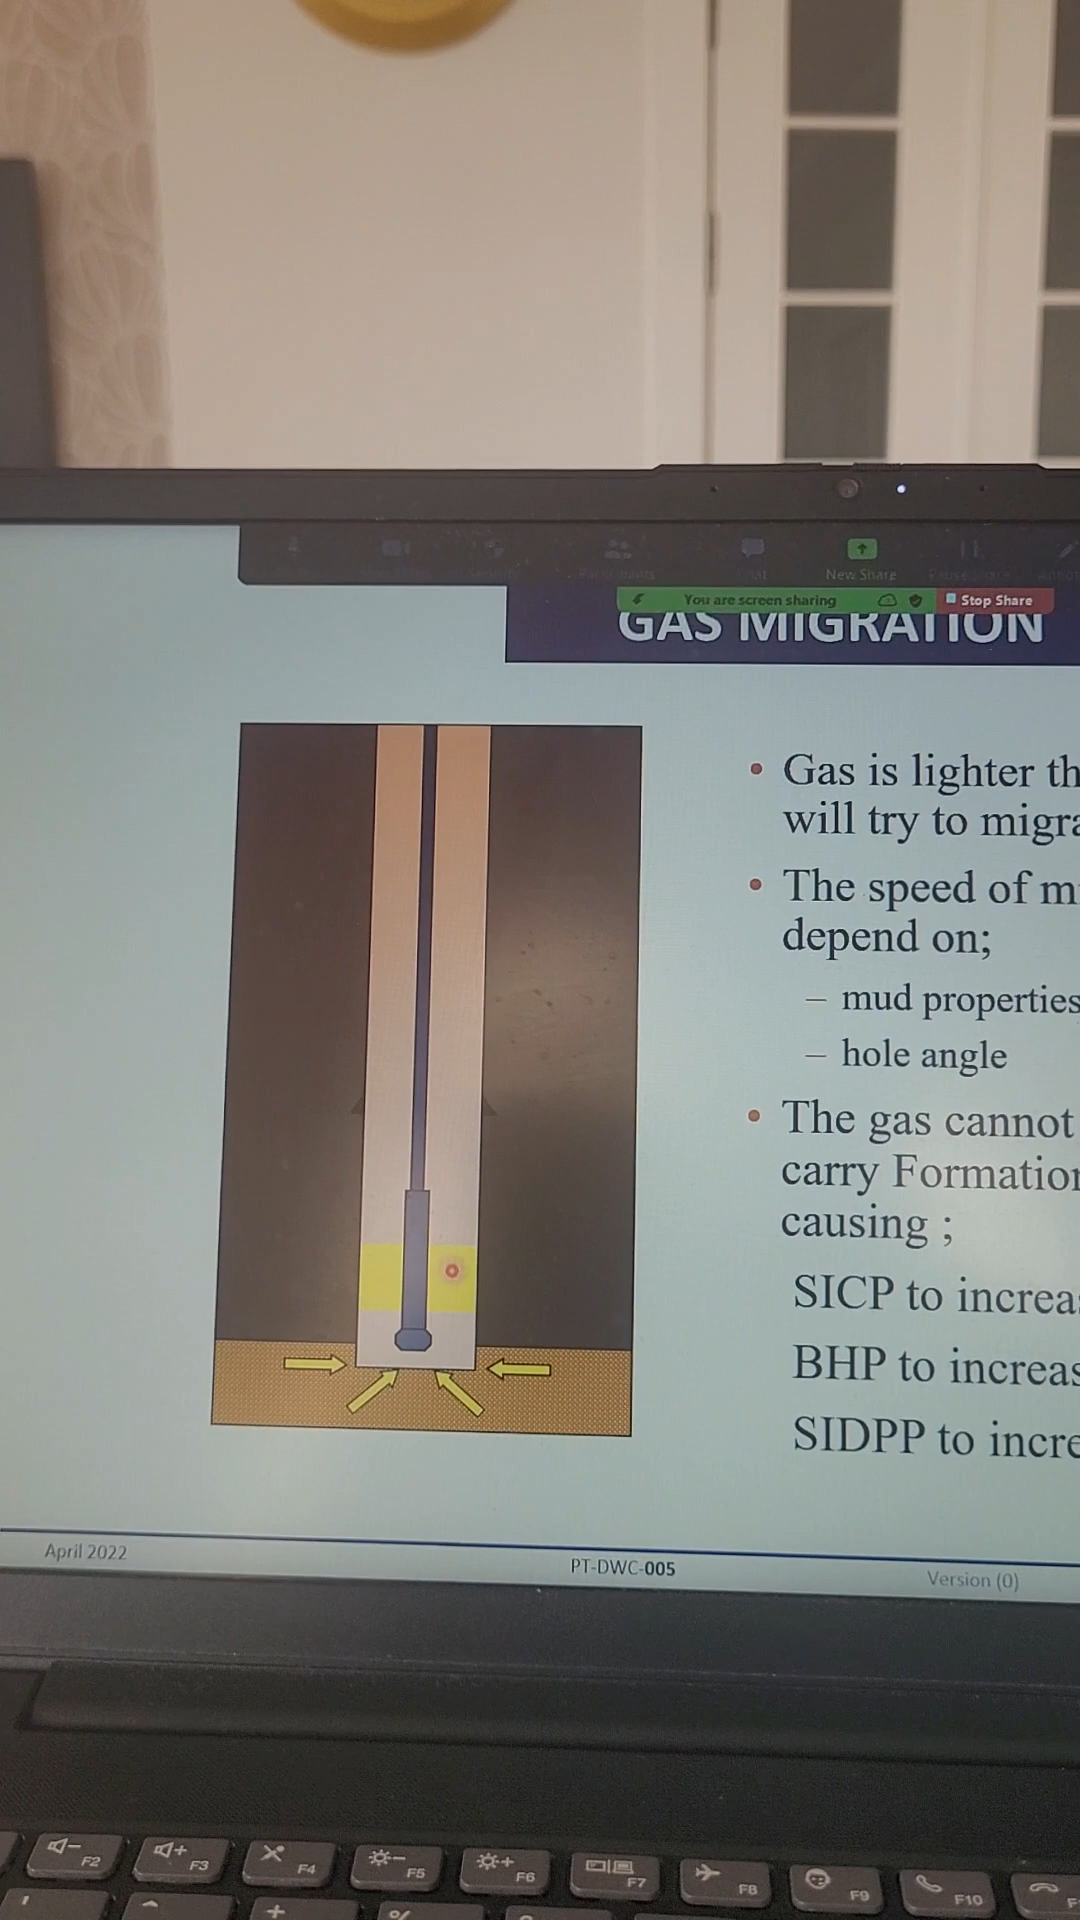 New Share
You are screen sharing
Stop Share
GAS MIGRATION
• Gas is lighter th
will try to migra
• The speed of m
depend on;
– mud properties
– hole angle
• The gas cannot
carry Formation
causing ;
SICP to increas
BHP to increas
SIDPP to incre
April 2022
PT-DWC-005
Version (0)
F2
F3
F4
F5
F6
F7
F8
F9
F10